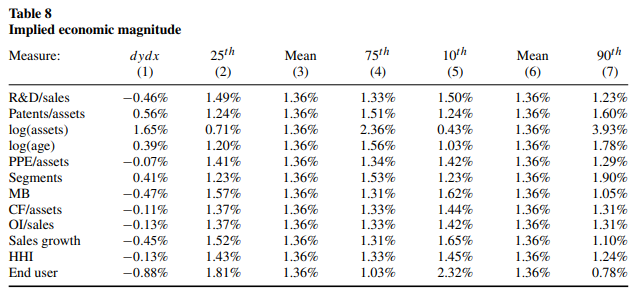 Table 8
Implied economic magnitude
Measure: dydx 25th Mean 75th 10th Mean 90th
(1) (2) (3) (4) (5) (6) (7)
R&D/sales −0.46% 1.49% 1.36% 1.33% 1.50% 1.36% 1.23%
Patents/assets 0.56% 1.24% 1.36% 1.51% 1.24% 1.36% 1.60%
log(assets) 1.65% 0.71% 1.36% 2.36% 0.43% 1.36% 3.93%
log(age) 0.39% 1.20% 1.36% 1.56% 1.03% 1.36% 1.78%
PPE/assets −0.07% 1.41% 1.36% 1.34% 1.42% 1.36% 1.29%
Segments 0.41% 1.23% 1.36% 1.53% 1.23% 1.36% 1.90%
MB −0.47% 1.57% 1.36% 1.31% 1.62% 1.36% 1.05%
CF/assets −0.11% 1.37% 1.36% 1.33% 1.44% 1.36% 1.31%
OI/sales −0.13% 1.37% 1.36% 1.33% 1.42% 1.36% 1.31%
Sales growth −0.45% 1.52% 1.36% 1.31% 1.65% 1.36% 1.10%
HHI −0.13% 1.43% 1.36% 1.33% 1.45% 1.36% 1.24%
End user −0.88% 1.81% 1.36% 1.03% 2.32% 1.36% 0.78%